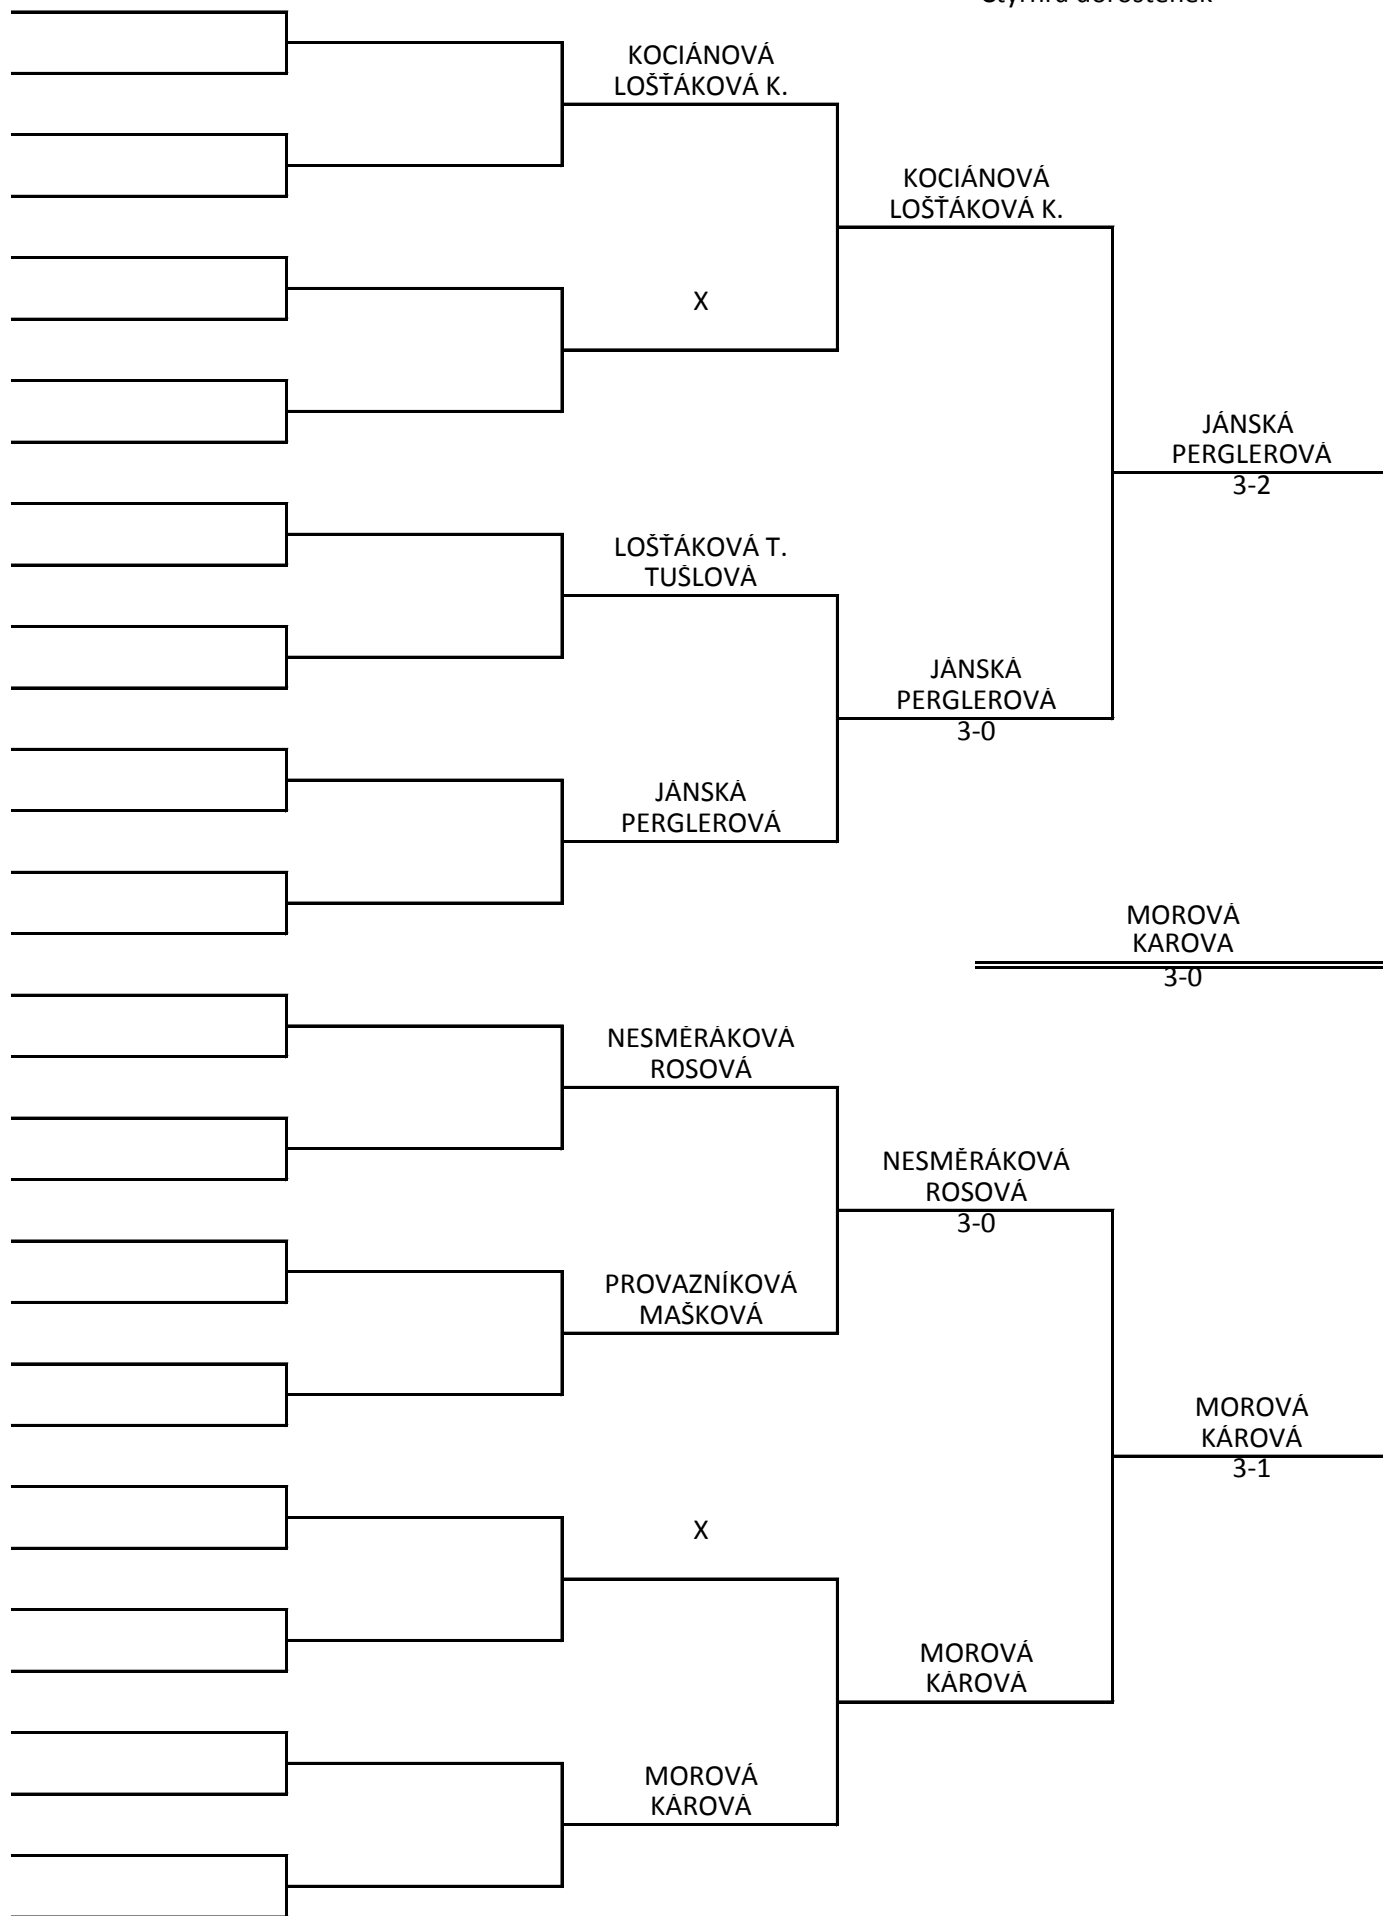 Čtyřhra dorostenek
KOCIÁNOVÁ
LOŠŤÁKOVÁ K.
KOCIÁNOVÁ
LOŠŤÁKOVÁ K.
X
JÁNSKÁ
PERGLEROVÁ
3-2
LOŠŤÁKOVÁ T.
TUŠLOVÁ
JÁNSKÁ
PERGLEROVÁ
3-0
JÁNSKÁ
PERGLEROVÁ
MOROVÁ
KAROVA
3-0
NESMĚRÁKOVÁ
ROSOVÁ
NESMĚRÁKOVÁ
ROSOVÁ
3-0
PROVAZNÍKOVÁ
MAŠKOVÁ
MOROVÁ
KÁROVÁ
3-1
X
MOROVÁ
KÁROVÁ
MOROVÁ
KÁROVÁ